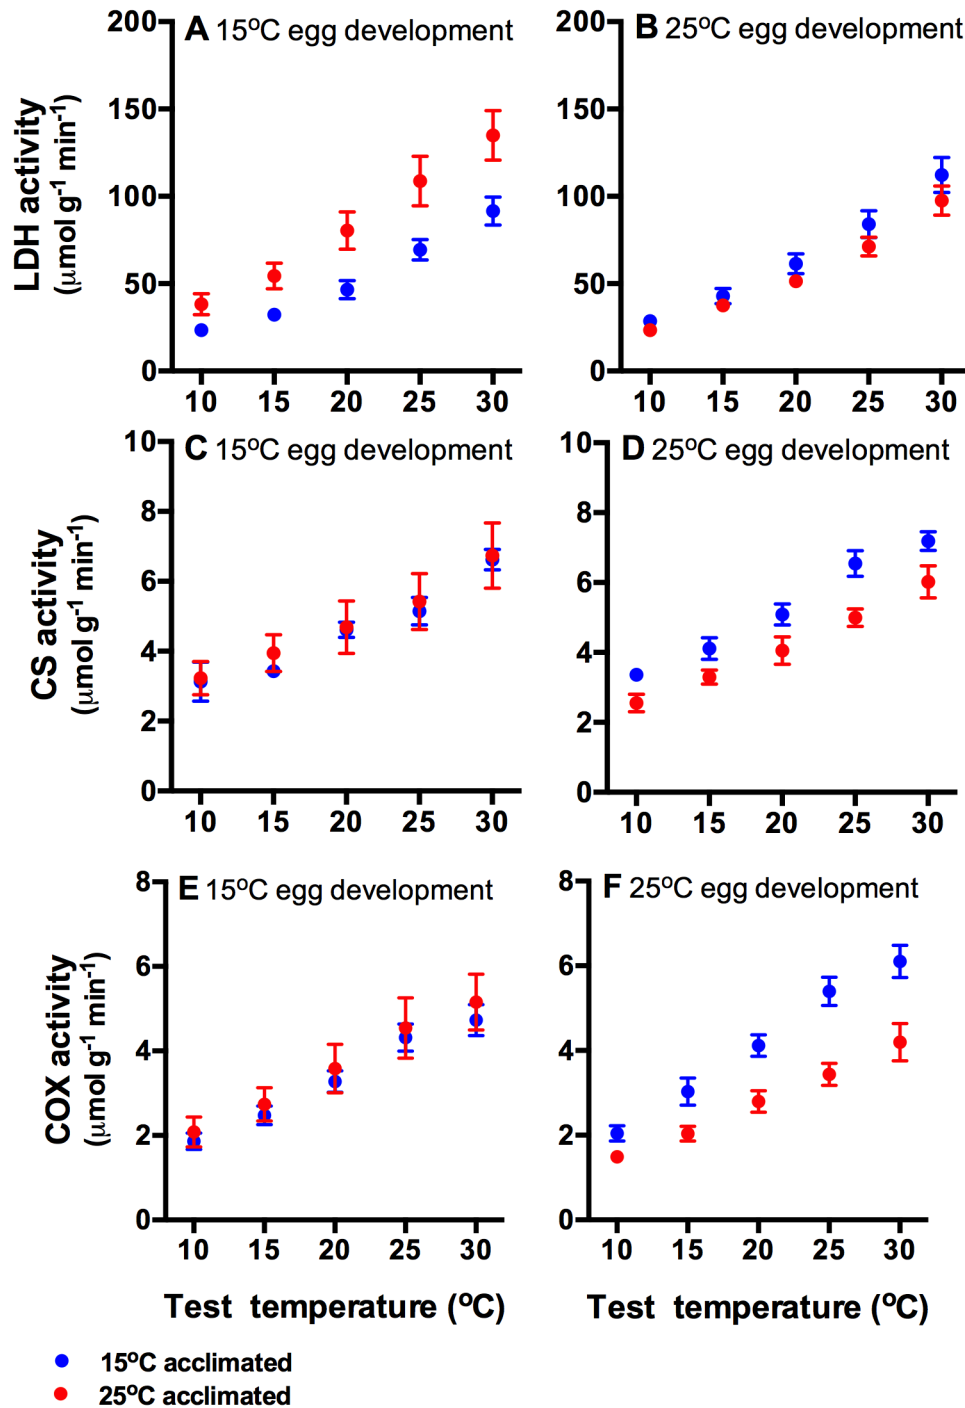 A 15ºC egg development
LDH activity
(μmol g⁻¹ min⁻¹)
200
150
100
50
0
10 15 20 25 30
B 25ºC egg development
200
150
100
50
0
10 15 20 25 30
C 15ºC egg development
CS activity
(μmol g⁻¹ min⁻¹)
10
8
6
4
2
0
10 15 20 25 30
D 25ºC egg development
10
8
6
4
2
0
10 15 20 25 30
E 15ºC egg development
COX activity
(μmol g⁻¹ min⁻¹)
8
6
4
2
0
10 15 20 25 30
Test temperature (ºC)
F 25ºC egg development
8
6
4
2
0
10 15 20 25 30
Test temperature (ºC)
15ºC acclimated
25ºC acclimated